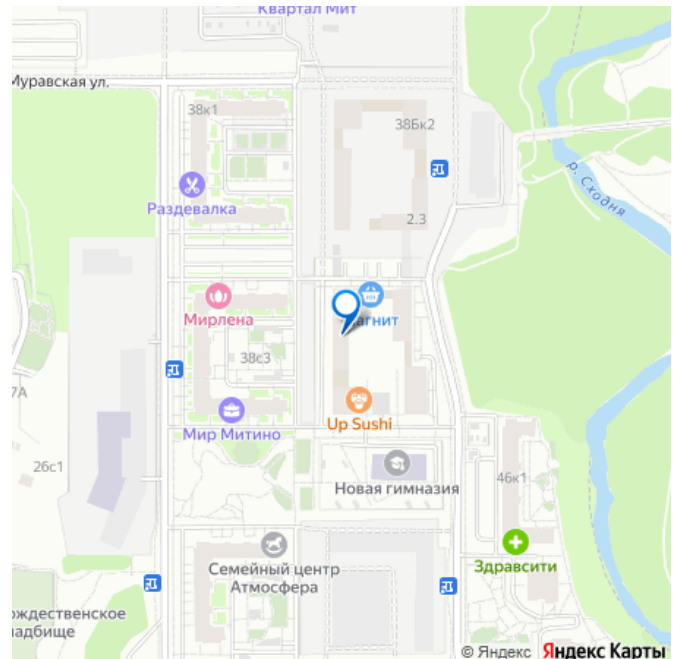 Квартал Мит
Муравская ул.
38к1
38Бк2
р. Сходня
Раздевалка
2.3
Мирлена
агнит
38с3
7А
Up Sushi
Мир Митино
26с1
Новая гимназия
46к1
Семейный центр
Атмосфера
Здравсити
ождественское
ладбище
© Яндекс Яндекс Карты